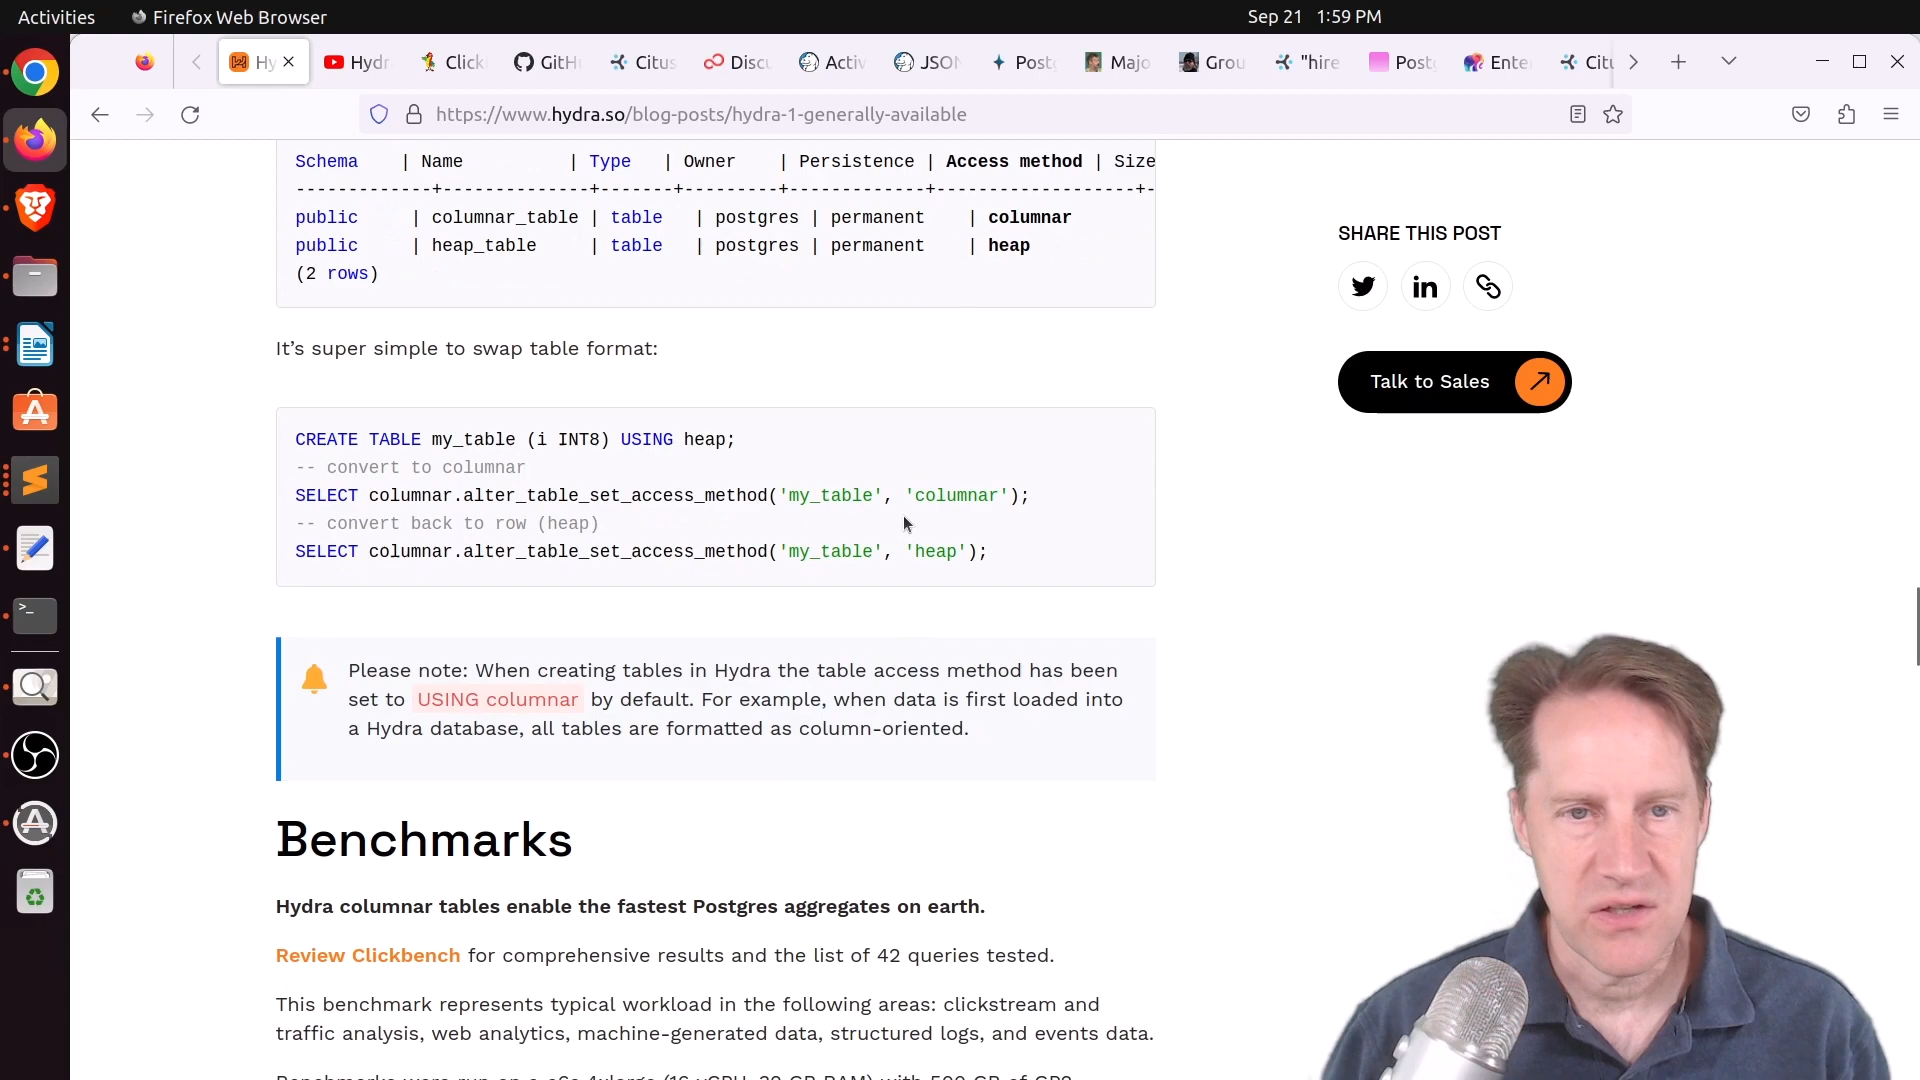 Activities
Firefox Web Browser
Sep 21 1:59 PM
Hy
Hydr
Click
GitH
Citus
Discu
Activ
JSON
Post
Majo
Grou
"hire
Post
Ente
Citu
https://www.hydra.so/blog-posts/hydra-1-generally-available
Schema | Name | Type | Owner | Persistence | Access method | Size
-------------+--------------+-------+---------+-------------+-------------------+-
public | columnar_table | table | postgres | permanent | columnar
public | heap_table | table | postgres | permanent | heap
(2 rows)
It’s super simple to swap table format:
CREATE TABLE my_table (i INT8) USING heap;
-- convert to columnar
SELECT columnar.alter_table_set_access_method('my_table', 'columnar');
-- convert back to row (heap)
SELECT columnar.alter_table_set_access_method('my_table', 'heap');
Please note: When creating tables in Hydra the table access method has been
set to USING columnar by default. For example, when data is first loaded into
a Hydra database, all tables are formatted as column-oriented.
Benchmarks
Hydra columnar tables enable the fastest Postgres aggregates on earth.
Review Clickbench for comprehensive results and the list of 42 queries tested.
This benchmark represents typical workload in the following areas: clickstream and
traffic analysis, web analytics, machine-generated data, structured logs, and events data.
SHARE THIS POST
Talk to Sales